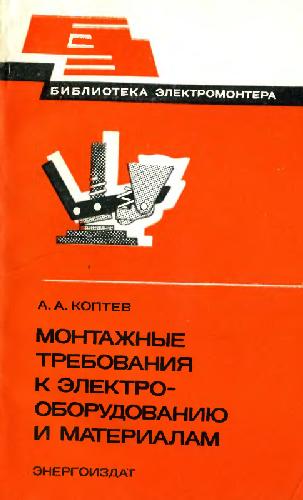 БИБЛИОТЕКА ЭЛЕКТРОМОНТЕРА
А. А. КОПТЕВ
МОНТАЖНЫЕ
ТРЕБОВАНИЯ
К ЭЛЕКТРО-
ОБОРУДОВАНИЮ
И МАТЕРИАЛАМ
ЭНЕРГОИЗДАТ